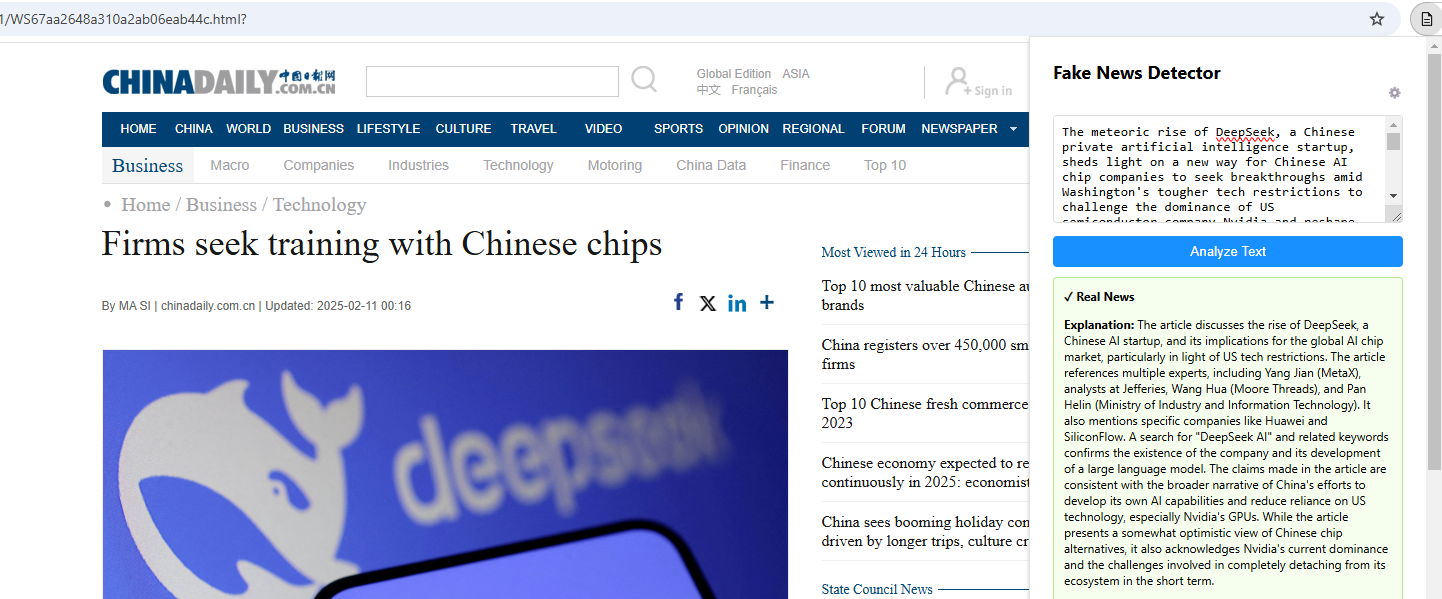 1/WS67aa2648a310a2ab06eab44c.html?
CHINADAILY 中国日报网
.COM.CN
Global Edition ASIA
中文 Français
Sign in
HOME CHINA WORLD BUSINESS LIFESTYLE CULTURE TRAVEL VIDEO SPORTS OPINION REGIONAL FORUM NEWSPAPER
Business Macro Companies Industries Technology Motoring China Data Finance Top 10
• Home / Business / Technology
Firms seek training with Chinese chips
By MA SI | chinadaily.com.cn | Updated: 2025-02-11 00:16
deepseek
Most Viewed in 24 Hours
Top 10 most valuable Chinese au
brands
China registers over 450,000 sm
firms
Top 10 Chinese fresh commerce
2023
Chinese economy expected to re
continuously in 2025: economist
China sees booming holiday con
driven by longer trips, culture cr
State Council News
Fake News Detector
The meteoric rise of DeepSeek, a Chinese
private artificial intelligence startup,
sheds light on a new way for Chinese AI
chip companies to seek breakthroughs amid
Washington's tougher tech restrictions to
challenge the dominance of US
semiconductor company Nvidia and reshape
Analyze Text
✓ Real News
Explanation: The article discusses the rise of DeepSeek, a
Chinese AI startup, and its implications for the global AI chip
market, particularly in light of US tech restrictions. The article
references multiple experts, including Yang Jian (MetaX),
analysts at Jefferies, Wang Hua (Moore Threads), and Pan
Helin (Ministry of Industry and Information Technology). It
also mentions specific companies like Huawei and
SiliconFlow. A search for "DeepSeek AI" and related keywords
confirms the existence of the company and its development
of a large language model. The claims made in the article are
consistent with the broader narrative of China's efforts to
develop its own AI capabilities and reduce reliance on US
technology, especially Nvidia's GPUs. While the article
presents a somewhat optimistic view of Chinese chip
alternatives, it also acknowledges Nvidia's current dominance
and the challenges involved in completely detaching from its
ecosystem in the short term.